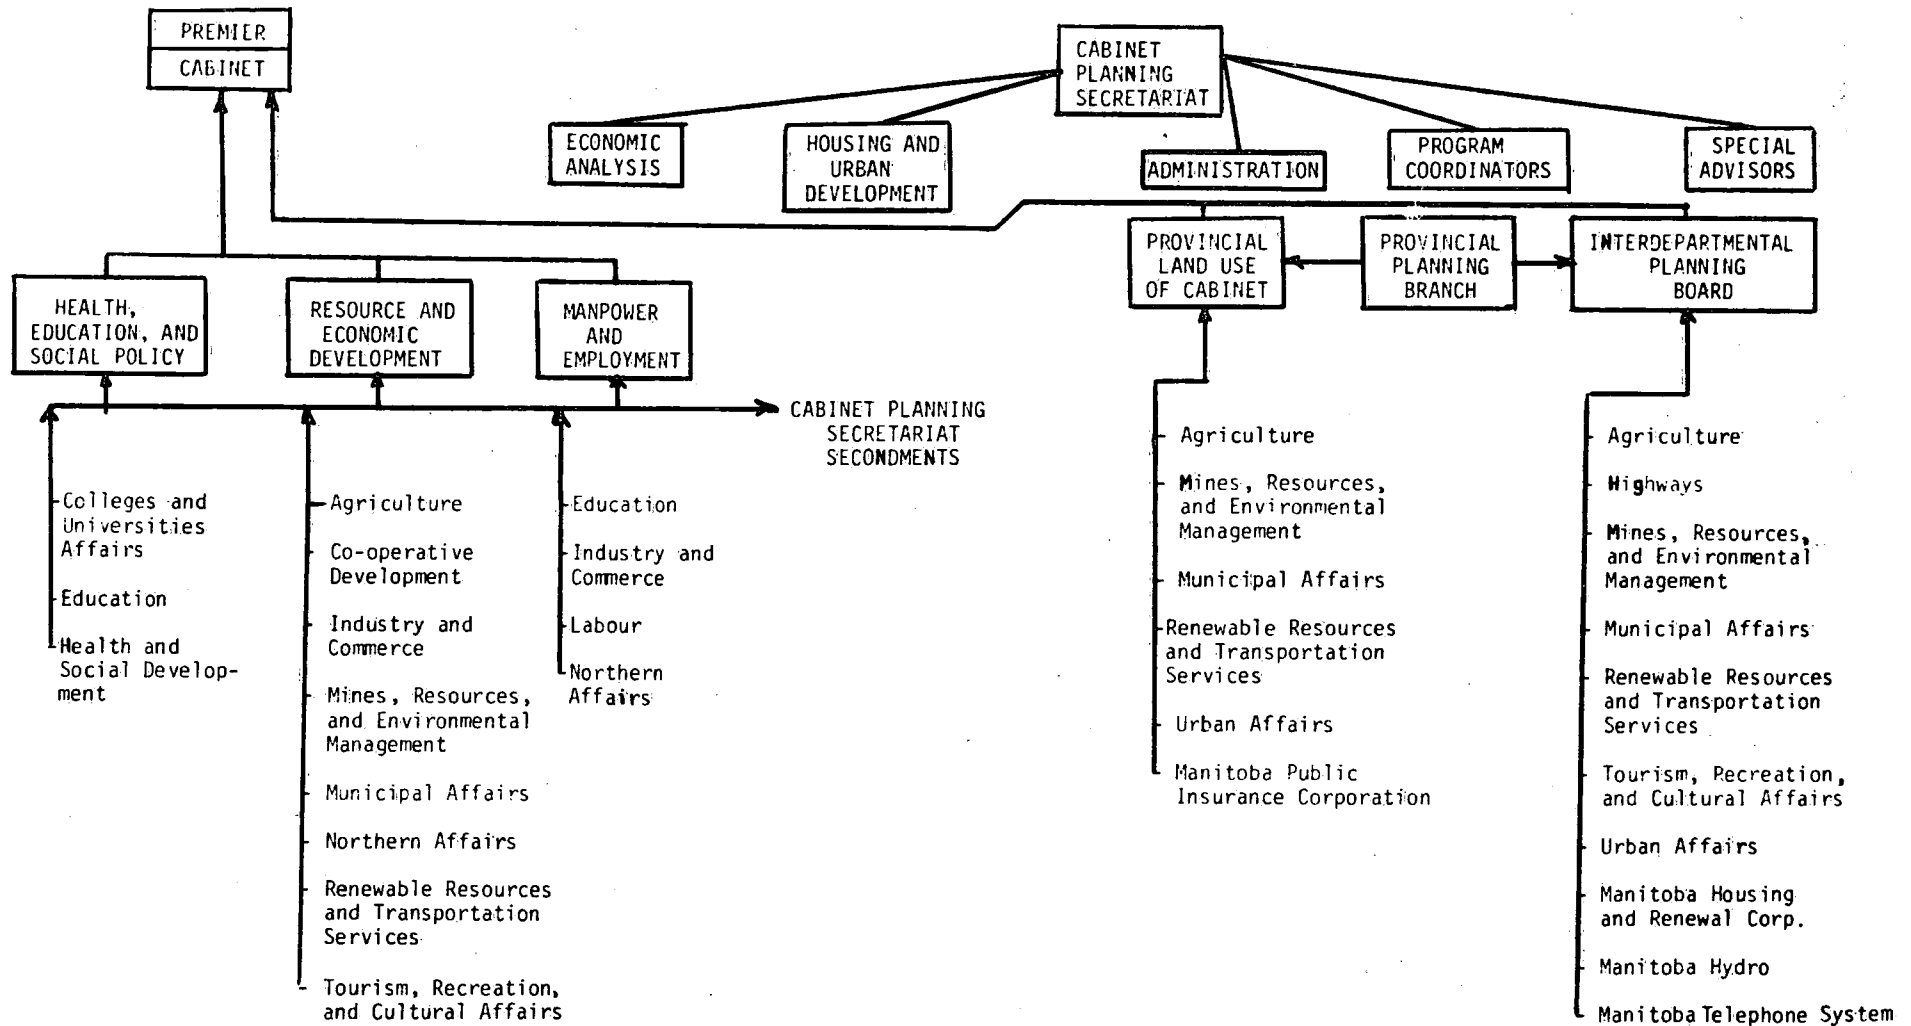 PREMIER
CABINET
CABINET
PLANNING
SECRETARIAT
ECONOMIC
ANALYSIS
HOUSING AND
URBAN
DEVELOPMENT
ADMINISTRATION
PROGRAM
COORDINATORS
SPECIAL
ADVISORS
PROVINCIAL
LAND USE
OF CABINET
PROVINCIAL
PLANNING
BRANCH
INTERDEPARTMENTAL
PLANNING
BOARD
HEALTH,
EDUCATION, AND
SOCIAL POLICY
RESOURCE AND
ECONOMIC
DEVELOPMENT
MANPOWER
AND
EMPLOYMENT
CABINET PLANNING
SECRETARIAT
SECONDMENTS
Colleges and
Universities
Affairs
Education
Health and
Social Develop-
ment
Agriculture
Co-operative
Development
Industry and
Commerce
Mines, Resources,
and Environmental
Management
Municipal Affairs
Northern Affairs
Renewable Resources
and Transportation
Services
Tourism, Recreation,
and Cultural Affairs
Education
Industry and
Commerce
Labour
Northern
Affairs
Agriculture
Mines, Resources,
and Environmental
Management
Municipal Affairs
Renewable Resources
and Transportation
Services
Urban Affairs
Manitoba Public
Insurance Corporation
Agriculture
Highways
Mines, Resources,
and Environmental
Management
Municipal Affairs
Renewable Resources
and Transportation
Services
Tourism, Recreation,
and Cultural Affairs
Urban Affairs
Manitoba Housing
and Renewal Corp.
Manitoba Hydro
Manitoba Telephone System